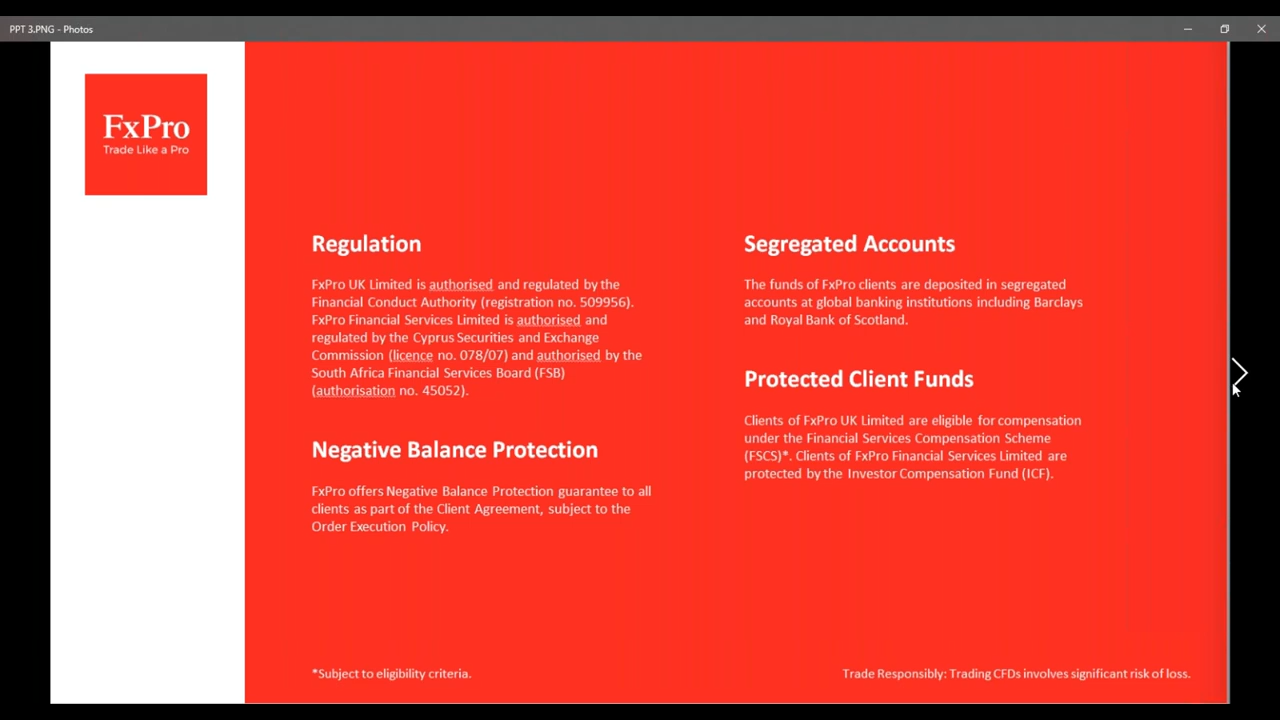 PPT 3.PNG - Photos
FxPro
Trade Like a Pro
Regulation
FxPro UK Limited is authorised and regulated by the
Financial Conduct Authority (registration no. 509956).
FxPro Financial Services Limited is authorised and
regulated by the Cyprus Securities and Exchange
Commission (licence no. 078/07) and authorised by the
South Africa Financial Services Board (FSB)
(authorisation no. 45052).
Negative Balance Protection
FxPro offers Negative Balance Protection guarantee to all
clients as part of the Client Agreement, subject to the
Order Execution Policy.
Segregated Accounts
The funds of FxPro clients are deposited in segregated
accounts at global banking institutions including Barclays
and Royal Bank of Scotland.
Protected Client Funds
Clients of FxPro UK Limited are eligible for compensation
under the Financial Services Compensation Scheme
(FSCS)*. Clients of FxPro Financial Services Limited are
protected by the Investor Compensation Fund (ICF).
*Subject to eligibility criteria.
Trade Responsibly: Trading CFDs involves significant risk of loss.